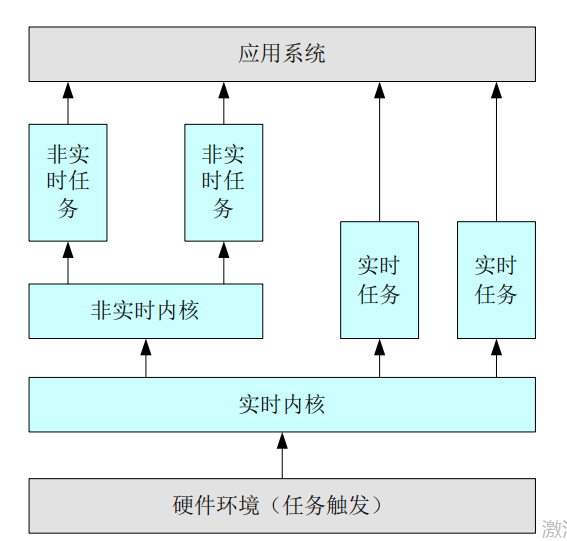 应用系统
非实 非实
时任 时任
务 务
实时 实时
任务 任务
非实时内核
实时内核
硬件环境（任务触发）
激